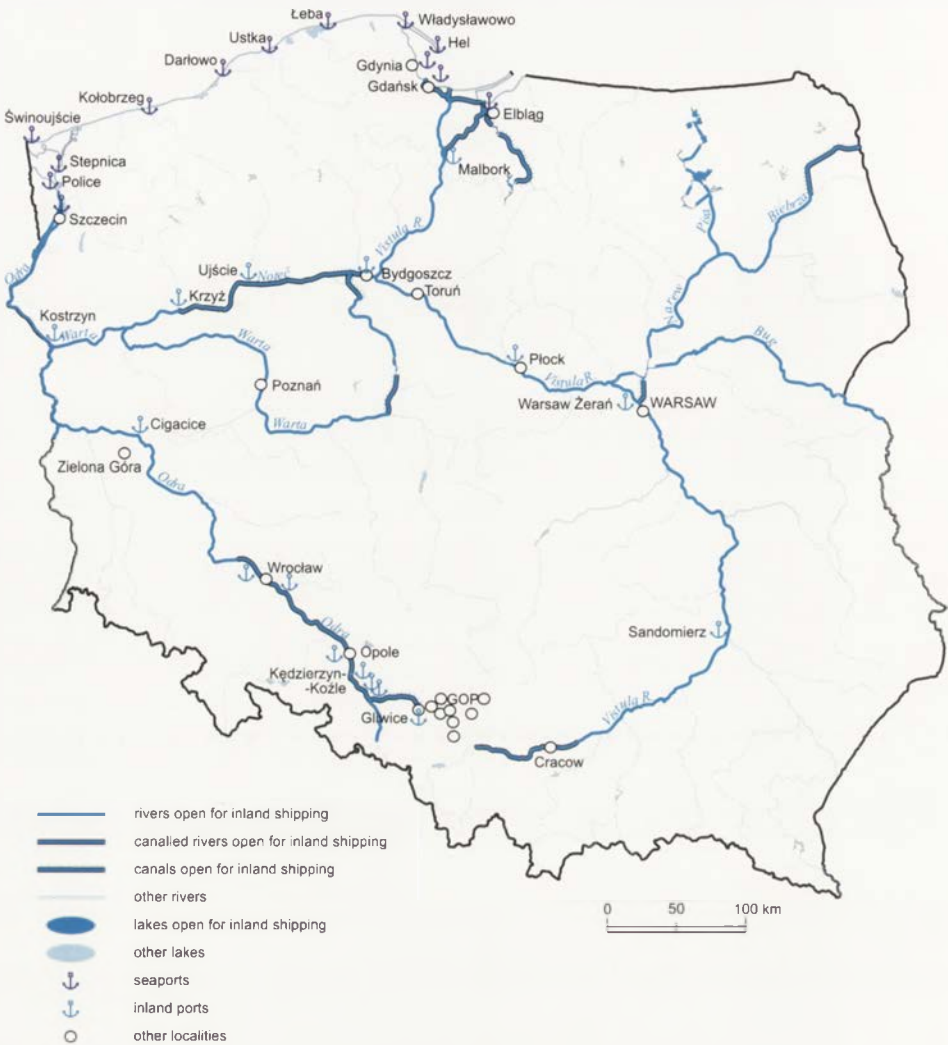 Łeba
Władysławowo
Ustka
Hel
Darłowo
Gdynia
Gdańsk
Kołobrzeg
Świnoujście
Elbląg
Stepnica
Malbork
Police
Szczecin
Pisa
Biebrza
Vistula R
Odra
Ujście
Noteć
Bydgoszcz
Krzyż
Toruń
Narew
Kostrzyn
Warta
Warta
Bug
Płock
Poznań
Vistula R.
Warsaw Żerań
WARSAW
Cigacice
Warta
Zielona Góra
Odra
Wrocław
Odra
Sandomierz
Opole
Kędzierzyn-
-Koźle
GOP
Vistula R.
Gliwice
Cracow
rivers open for inland shipping
canalled rivers open for inland shipping
canals open for inland shipping
other rivers
0 50 100 km
lakes open for inland shipping
other lakes
seaports
inland ports
other localities